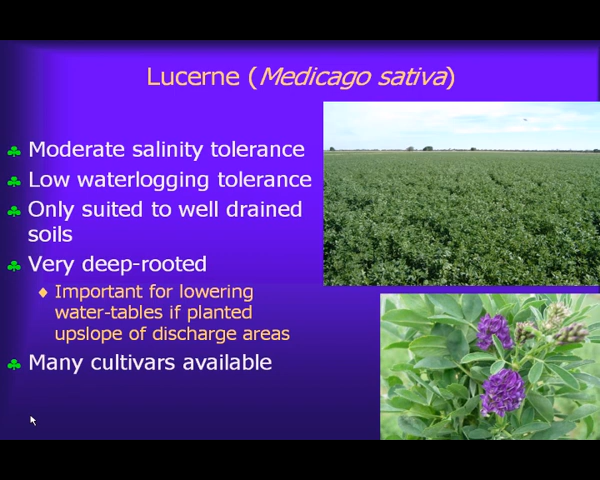 Lucerne (Medicago sativa)
Moderate salinity tolerance
Low waterlogging tolerance
Only suited to well drained
soils
Very deep-rooted
Important for lowering
water-tables if planted
upslope of discharge areas
Many cultivars available